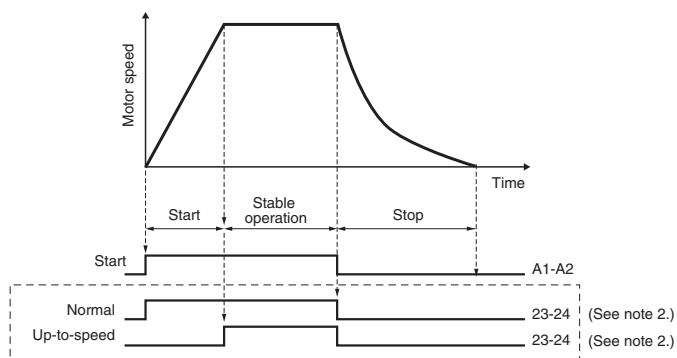 Motor speed
Time
Start
Stable operation
Stop
Start
A1-A2
Normal
23-24 (See note 2.)
Up-to-speed
23-24 (See note 2.)